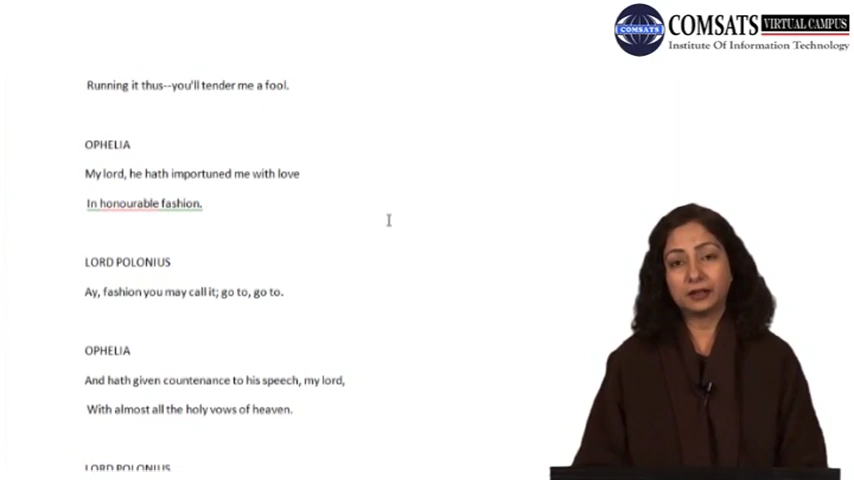 COMSATS VIRTUAL CAMPUS
COMSATS
Institute Of Information Technology
Running it thus--you'll tender me a fool.
OPHELIA
My lord, he hath importuned me with love
In honourable fashion.
LORD POLONIUS
Ay, fashion you may call it; go to, go to.
OPHELIA
And hath given countenance to his speech, my lord,
With almost all the holy vows of heaven.
LORD POLONIUS